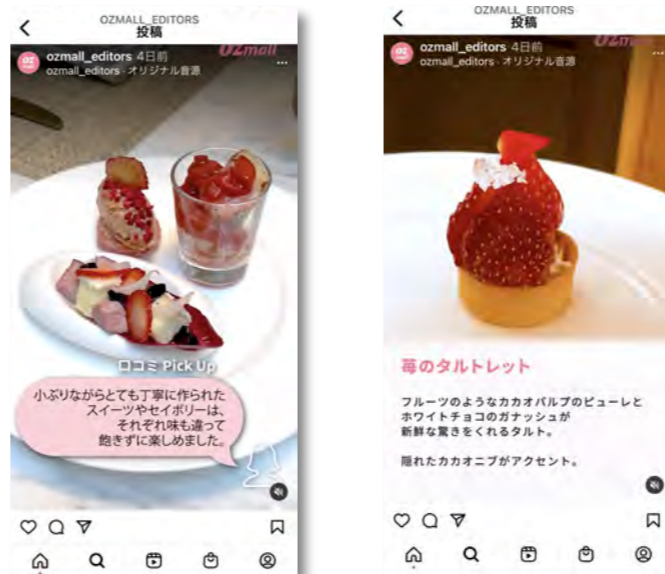 OZMALL_EDITORS
投稿
ozmall_editors 4日前
ozmall_editors・オリジナル音源
OZmall
口コミ Pick Up
小ぶりながらとても丁寧に作られた
スイーツやセイボリーは、
それぞれ味も違って
飽きずに楽しめました。
OZMALL_EDITORS
投稿
ozmall_editors 4日前
ozmall_editors・オリジナル音源
苺のタルトレット
フルーツのようなカカオパルプのピューレと
ホワイトチョコのガナッシュが
新鮮な驚きをくれるタルト。
隠れたカカオニブがアクセント。